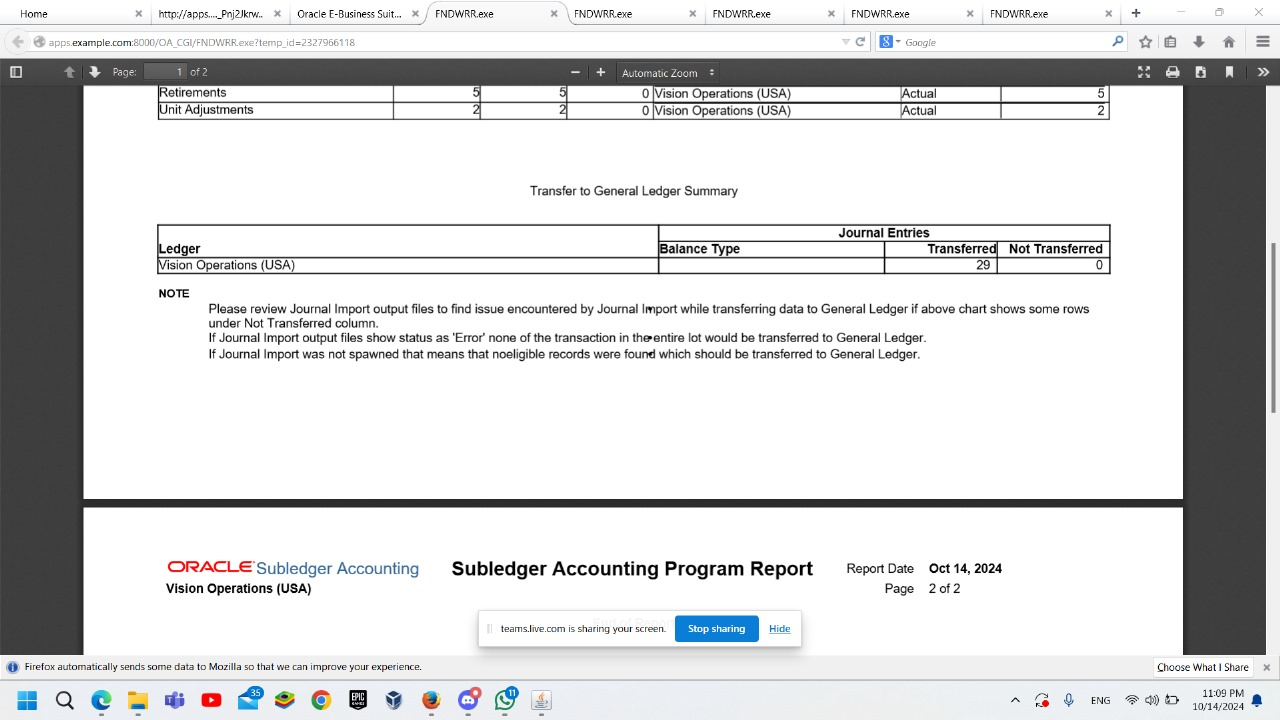 Home
http://apps...._Pnj2Jkrw..
Oracle E-Business Suit...
FNDWRR.exe
FNDWRR.exe
FNDWRR.exe
FNDWRR.exe
FNDWRR.exe
apps.example.com:8000/OA_CGI/FNDWRR.exe?temp_id=2327966118
Google
Page: 1 of 2
Automatic Zoom
Retirements 5 5 0 Vision Operations (USA) Actual 5
Unit Adjustments 2 2 0 Vision Operations (USA) Actual 2
Transfer to General Ledger Summary
Journal Entries
Ledger Balance Type Transferred Not Transferred
Vision Operations (USA) 29 0
NOTE
Please review Journal Import output files to find issue encountered by Journal Import while transferring data to General Ledger if above chart shows some rows
under Not Transferred column.
If Journal Import output files show status as 'Error' none of the transaction in the entire lot would be transferred to General Ledger.
If Journal Import was not spawned that means that noeligible records were found which should be transferred to General Ledger.
ORACLE Subledger Accounting
Subledger Accounting Program Report
Report Date Oct 14, 2024
Vision Operations (USA)
Page 2 of 2
teams.live.com is sharing your screen. Stop sharing Hide
Firefox automatically sends some data to Mozilla so that we can improve your experience.
Choose What I Share
35
EPIC GAMES
11
ENG
11:09 PM
10/14/2024